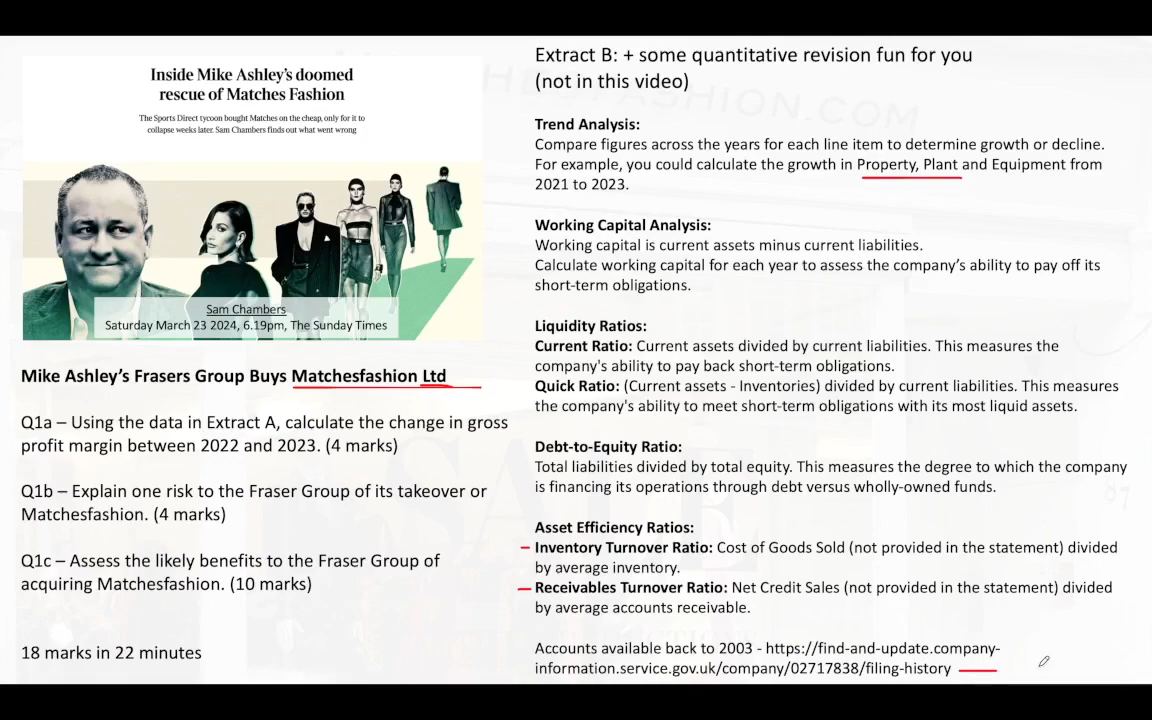 Inside Mike Ashley's doomed
rescue of Matches Fashion
The Sports Direct tycoon bought Matches on the cheap, only for it to
collapse weeks later. Sam Chambers finds out what went wrong
Sam Chambers
Saturday March 23 2024, 6.19pm, The Sunday Times
Mike Ashley's Frasers Group Buys Matchesfashion Ltd
Q1a – Using the data in Extract A, calculate the change in gross
profit margin between 2022 and 2023. (4 marks)
Q1b – Explain one risk to the Fraser Group of its takeover or
Matchesfashion. (4 marks)
Q1c – Assess the likely benefits to the Fraser Group of
acquiring Matchesfashion. (10 marks)
18 marks in 22 minutes
Extract B: + some quantitative revision fun for you
(not in this video)
Trend Analysis:
Compare figures across the years for each line item to determine growth or decline.
For example, you could calculate the growth in Property, Plant and Equipment from
2021 to 2023.
Working Capital Analysis:
Working capital is current assets minus current liabilities.
Calculate working capital for each year to assess the company's ability to pay off its
short-term obligations.
Liquidity Ratios:
Current Ratio: Current assets divided by current liabilities. This measures the
company's ability to pay back short-term obligations.
Quick Ratio: (Current assets - Inventories) divided by current liabilities. This measures
the company's ability to meet short-term obligations with its most liquid assets.
Debt-to-Equity Ratio:
Total liabilities divided by total equity. This measures the degree to which the company
is financing its operations through debt versus wholly-owned funds.
Asset Efficiency Ratios:
Inventory Turnover Ratio: Cost of Goods Sold (not provided in the statement) divided
by average inventory.
Receivables Turnover Ratio: Net Credit Sales (not provided in the statement) divided
by average accounts receivable.
Accounts available back to 2003 - https://find-and-update.company-
information.service.gov.uk/company/02717838/filing-history
SALE